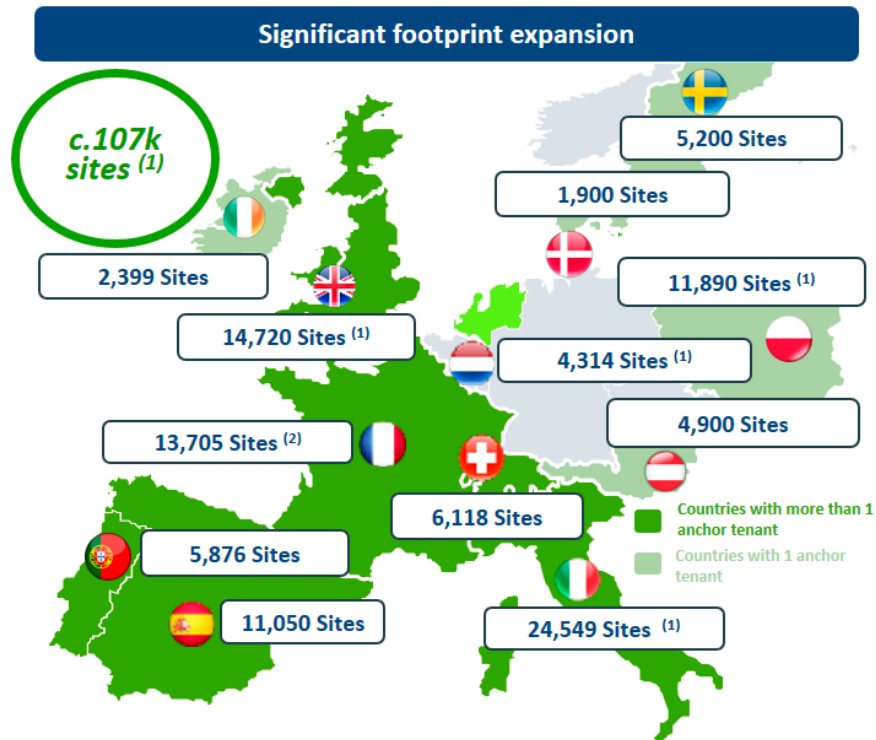 Significant footprint expansion
c.107k
sites (1)
5,200 Sites
1,900 Sites
2,399 Sites
11,890 Sites (1)
14,720 Sites (1)
4,314 Sites (1)
4,900 Sites
13,705 Sites (2)
6,118 Sites
Countries with more than 1
anchor tenant
Countries with 1 anchor
tenant
5,876 Sites
11,050 Sites
24,549 Sites (1)